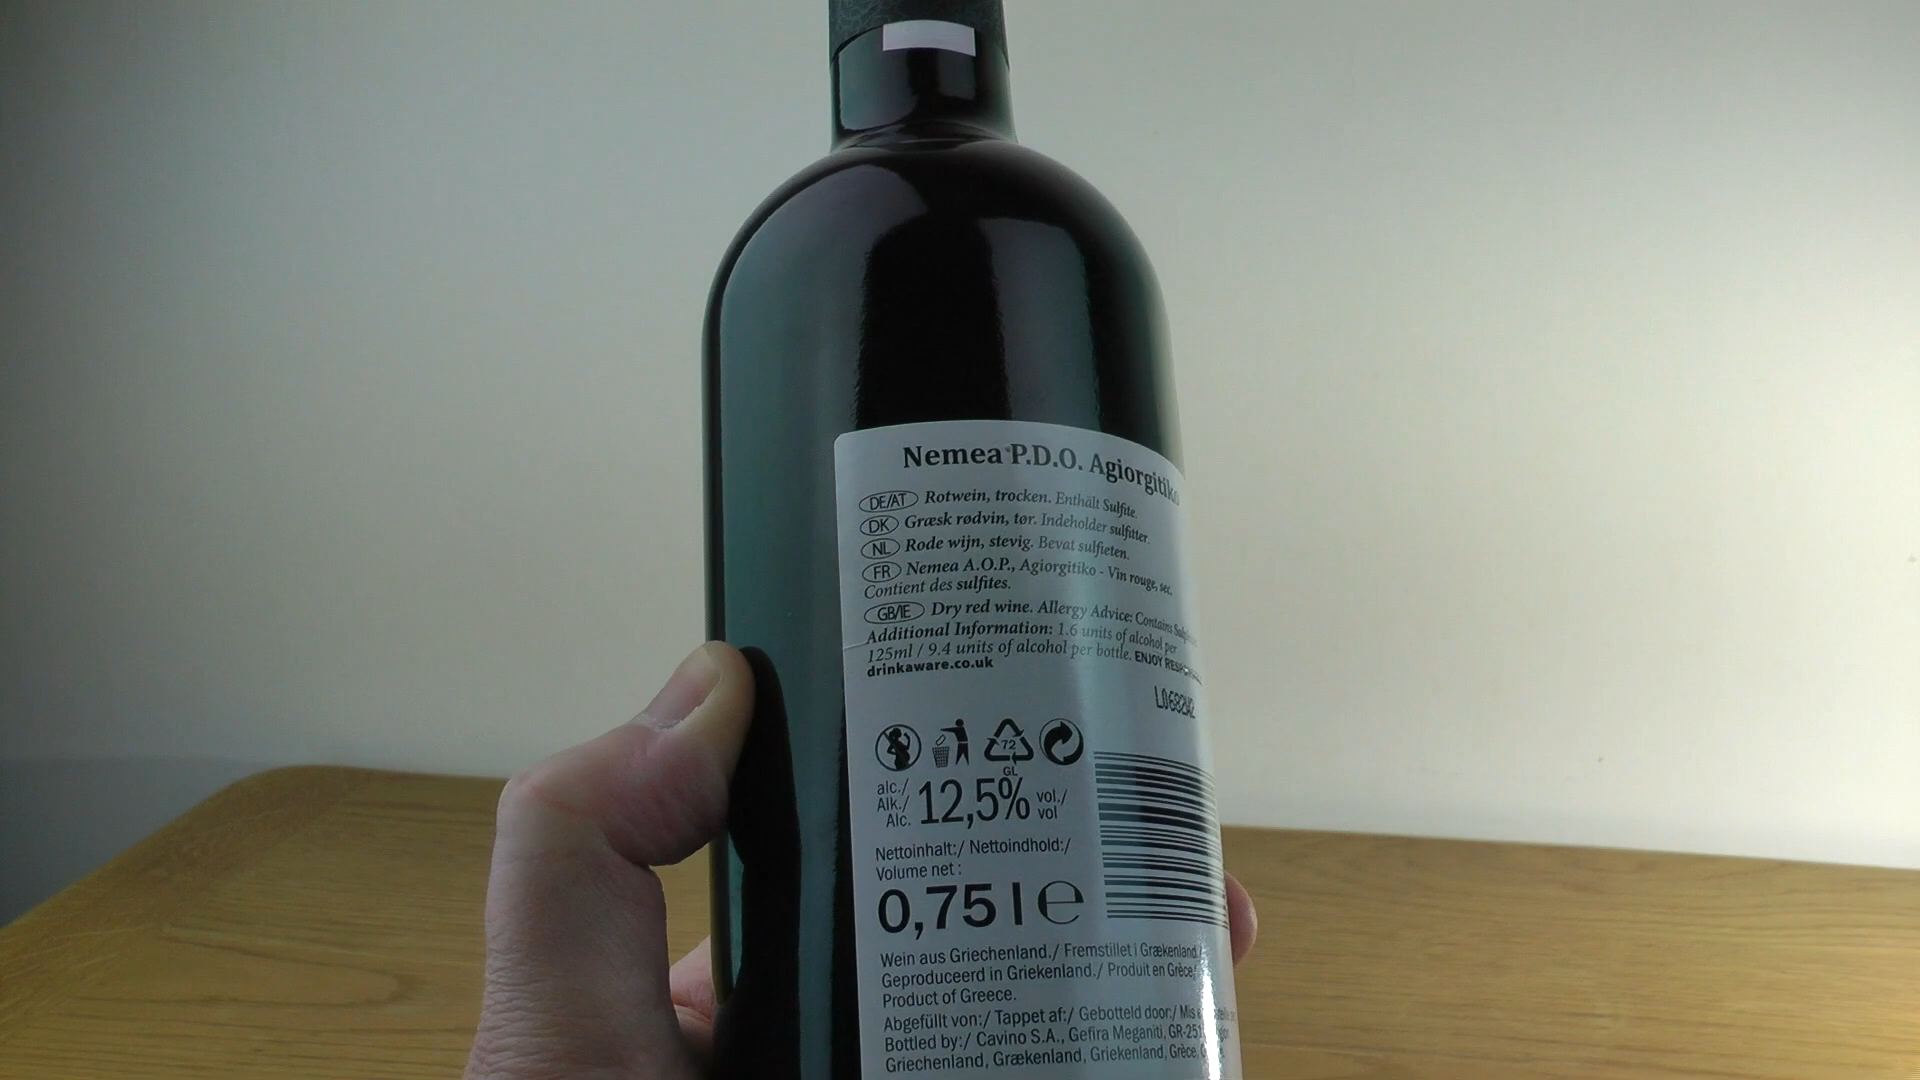 Nemea P.D.O. Agiorgitiko
DE/AT Rotwein, trocken. Enthält Sulfite.
DK Græsk rødvin, tør. Indeholder sulfitter.
NL Rode wijn, stevig. Bevat sulfieten.
FR Nemea A.O.P., Agiorgitiko - Vin rouge, sec.
Contient des sulfites.
GB/IE Dry red wine. Allergy Advice: Contains
Additional Information: 1.6 units of alcohol per
125ml / 9.4 units of alcohol per bottle. ENJOY
drinkaware.co.uk
L0682A2
72
GL
alc./
Alk./ 12,5% vol./
Alc. vol
Nettoinhalt:/ Nettoindhold:/
Volume net :
0,75 l e
Wein aus Griechenland./ Fremstillet i Grækenland./
Geproduceerd in Griekenland./ Produit en Grèce/
Product of Greece.
Abgefüllt von:/ Tappet af:/ Gebotteld door:/ Mis
Bottled by:/ Cavino S.A., Gefira Meganiti, GR-251
Griechenland, Grækenland, Griekenland, Grèce,